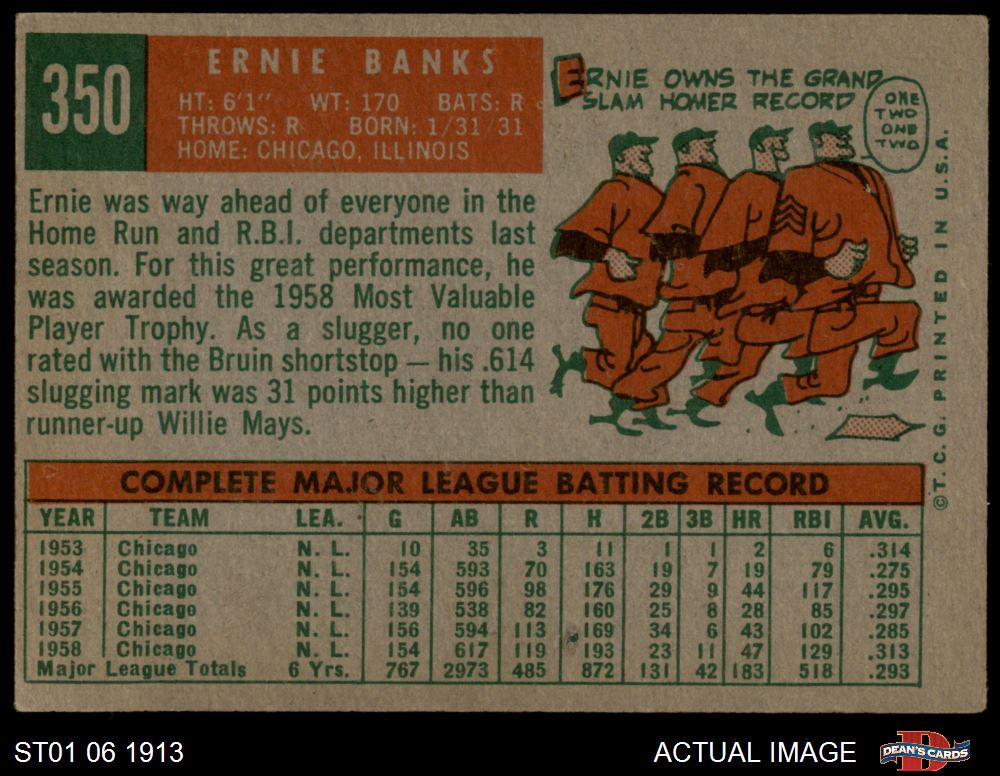 350
ERNIE BANKS
HT: 6'1" WT: 170 BATS: R
THROWS: R BORN: 1/31/31
HOME: CHICAGO, ILLINOIS
Ernie was way ahead of everyone in the
Home Run and R.B.I. departments last
season. For this great performance, he
was awarded the 1958 Most Valuable
Player Trophy. As a slugger, no one
rated with the Bruin shortstop — his .614
slugging mark was 31 points higher than
runner-up Willie Mays.
ERNIE OWNS THE GRAND
SLAM HOMER RECORD
ONE
TWO
ONE
TWO
©T. C. G. PRINTED IN U.S.A.
COMPLETE MAJOR LEAGUE BATTING RECORD
YEAR TEAM LEA. G AB R H 2B 3B HR RBI AVG.
1953 Chicago N. L. 10 35 3 11 1 1 2 6 .314
1954 Chicago N. L. 154 593 70 163 19 7 19 79 .275
1955 Chicago N. L. 154 596 98 176 29 9 44 117 .295
1956 Chicago N. L. 139 538 82 160 25 8 28 85 .297
1957 Chicago N. L. 156 594 113 169 34 6 43 102 .285
1958 Chicago N. L. 154 617 119 193 23 11 47 129 .313
Major League Totals 6 Yrs. 767 2973 485 872 131 42 183 518 .293
ST01 06 1913
ACTUAL IMAGE
D
DEAN'S CARDS